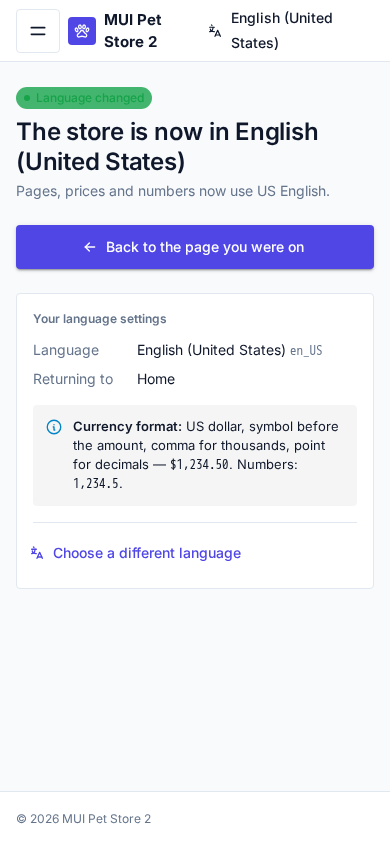 MUI Pet
Store 2
English (United
States)
Language changed
The store is now in English
(United States)
Pages, prices and numbers now use US English.
Back to the page you were on
Your language settings
Language English (United States) en_US
Returning to Home
Currency format: US dollar, symbol before
the amount, comma for thousands, point
for decimals — $1,234.50. Numbers:
1,234.5.
Choose a different language
© 2026 MUI Pet Store 2